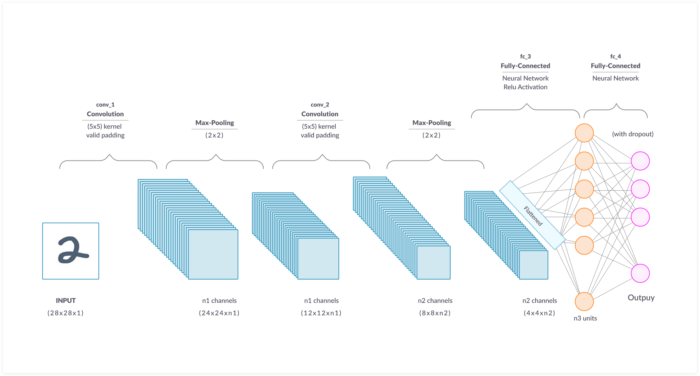 fc_3
Fully-Connected
Neural Network
Relu Activation
fc_4
Fully-Connected
Neural Network
conv_1
Convolution
(5x5) kernel
valid padding
Max-Pooling
(2x2)
conv_2
Convolution
(5x5) kernel
valid padding
Max-Pooling
(2x2)
(with dropout)
2
Flattened
INPUT
(28x28x1)
n1 channels
(24x24xn1)
n1 channels
(12x12xn1)
n2 channels
(8x8xn2)
n2 channels
(4x4xn2)
n3 units
Outpuy